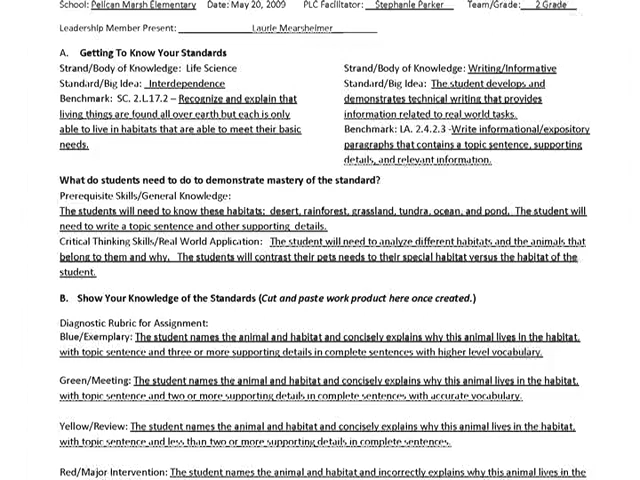 School: Pelican Marsh Elementary Date: May 20, 2009 PLC Facilitator: Stephanie Parker Team/Grade: 2 Grade
Leadership Member Present: Laurie Mearsheimer
A. Getting To Know Your Standards
Strand/Body of Knowledge: Life Science
Standard/Big Idea: Interdependence
Benchmark: SC. 2.L.17.2 – Recognize and explain that
living things are found all over earth but each is only
able to live in habitats that are able to meet their basic
needs.
Strand/Body of Knowledge: Writing/Informative
Standard/Big Idea: The student develops and
demonstrates technical writing that provides
information related to real world tasks.
Benchmark: LA. 2.4.2.3 -Write informational/expository
paragraphs that contains a topic sentence, supporting
details, and relevant information.
What do students need to do to demonstrate mastery of the standard?
Prerequisite Skills/General Knowledge:
The students will need to know these habitats: desert, rainforest, grassland, tundra, ocean, and pond. The student will
need to write a topic sentence and other supporting details.
Critical Thinking Skills/Real World Application: The student will need to analyze different habitats and the animals that
belong to them and why. The students will contrast their pets needs to their special habitat versus the habitat of the
student.
B. Show Your Knowledge of the Standards (Cut and paste work product here once created.)
Diagnostic Rubric for Assignment:
Blue/Exemplary: The student names the animal and habitat and concisely explains why this animal lives in the habitat,
with topic sentence and three or more supporting details in complete sentences with higher level vocabulary.
Green/Meeting: The student names the animal and habitat and concisely explains why this animal lives in the habitat,
with topic sentence and two or more supporting details in complete sentences with accurate vocabulary.
Yellow/Review: The student names the animal and habitat and concisely explains why this animal lives in the habitat,
with topic sentence and less than two or more supporting details in complete sentences.
Red/Major Intervention: The student names the animal and habitat and incorrectly explains why this animal lives in the